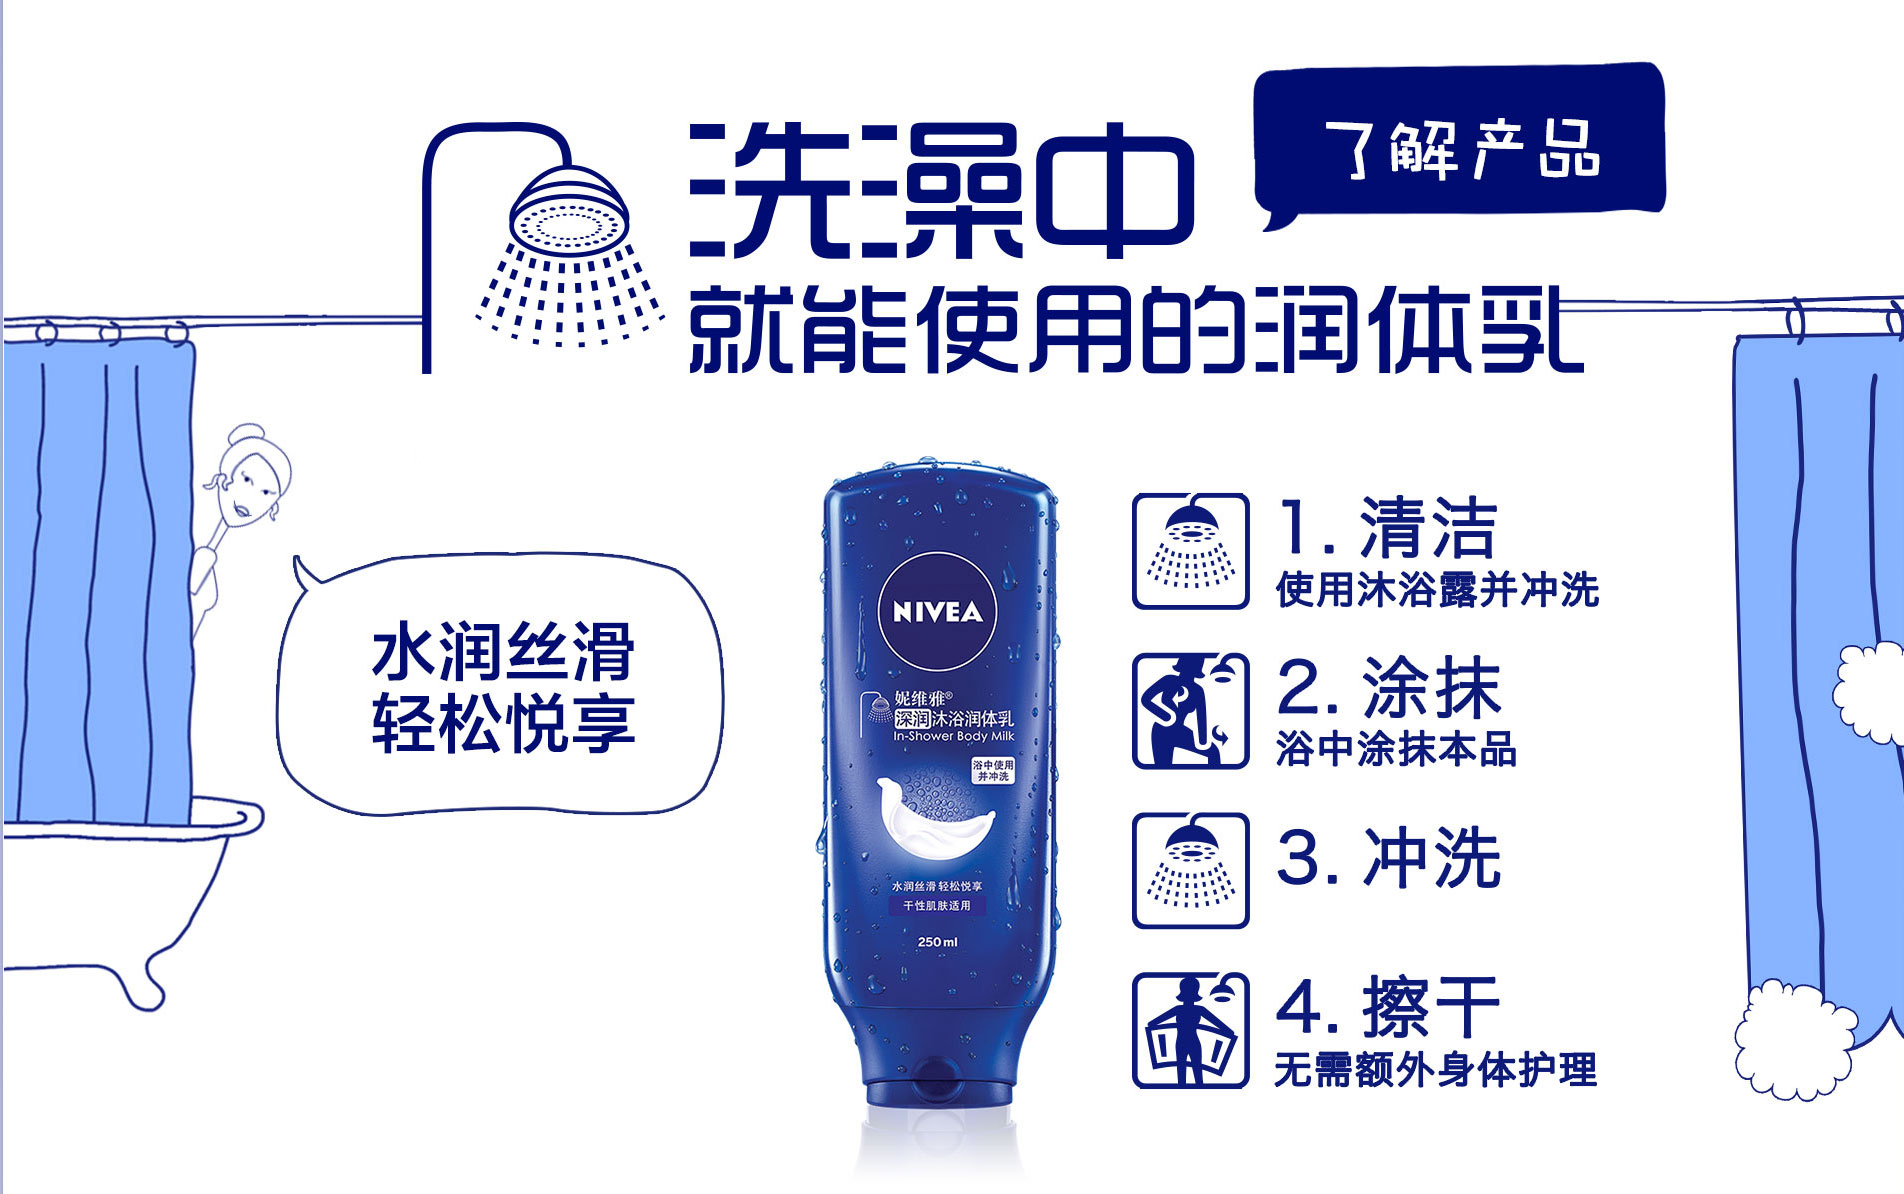 洗澡中
了解产品
就能使用的润体乳
水润丝滑
轻松悦享
NIVEA
妮维雅®
深润沐浴润体乳
In-Shower Body Milk
浴中使用
并冲洗
水润丝滑 轻松悦享
干性肌肤适用
250 ml
1. 清洁
使用沐浴露并冲洗
2. 涂抹
浴中涂抹本品
3. 冲洗
4. 擦干
无需额外身体护理